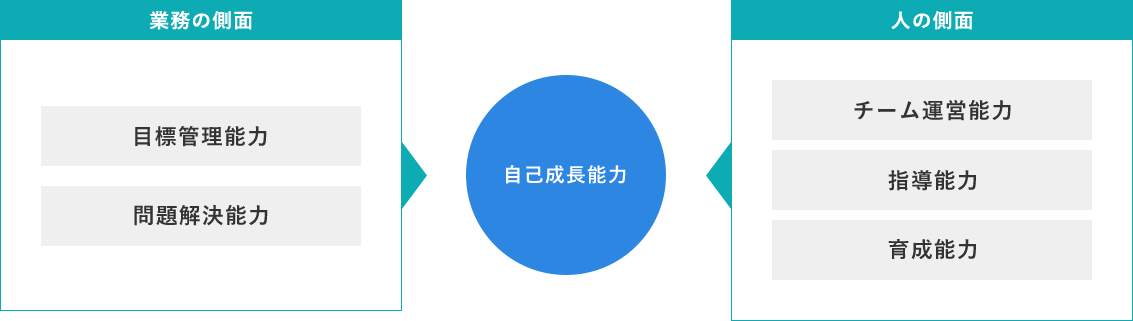 業務の側面
目標管理能力
問題解決能力
自己成長能力
人の側面
チーム運営能力
指導能力
育成能力